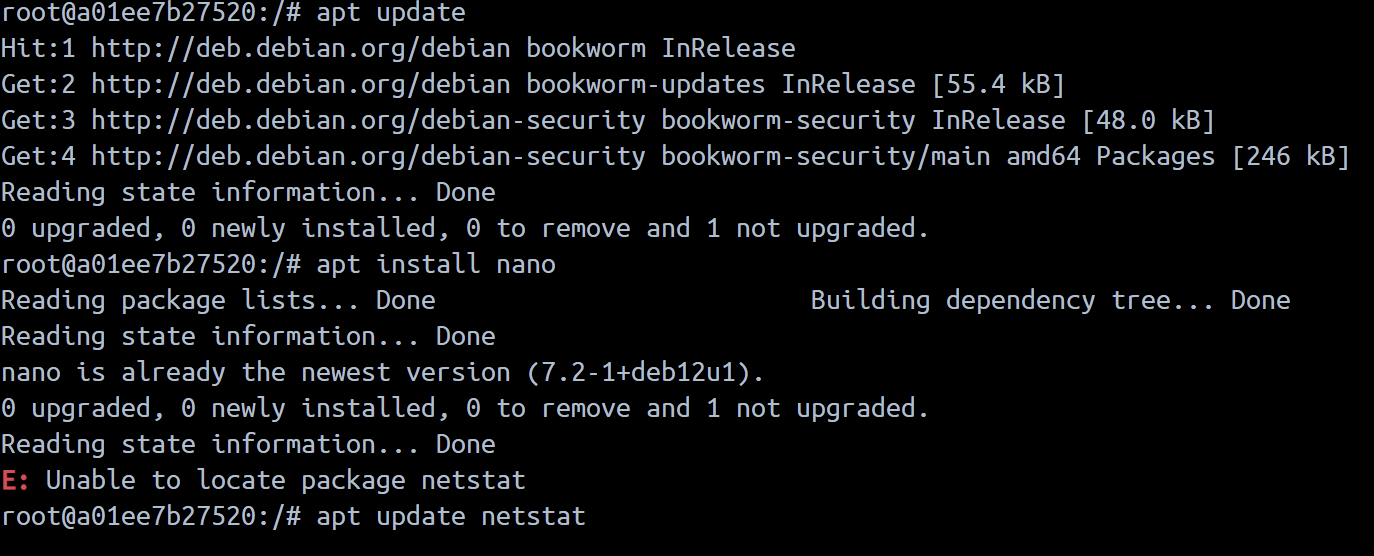 root@a01ee7b27520:/# apt update
Hit:1 http://deb.debian.org/debian bookworm InRelease
Get:2 http://deb.debian.org/debian bookworm-updates InRelease [55.4 kB]
Get:3 http://deb.debian.org/debian-security bookworm-security InRelease [48.0 kB]
Get:4 http://deb.debian.org/debian-security bookworm-security/main amd64 Packages [246 kB]
Reading state information... Done
0 upgraded, 0 newly installed, 0 to remove and 1 not upgraded.
root@a01ee7b27520:/# apt install nano
Reading package lists... Done                         Building dependency tree... Done
Reading state information... Done
nano is already the newest version (7.2-1+deb12u1).
0 upgraded, 0 newly installed, 0 to remove and 1 not upgraded.
Reading state information... Done
E: Unable to locate package netstat
root@a01ee7b27520:/# apt update netstat